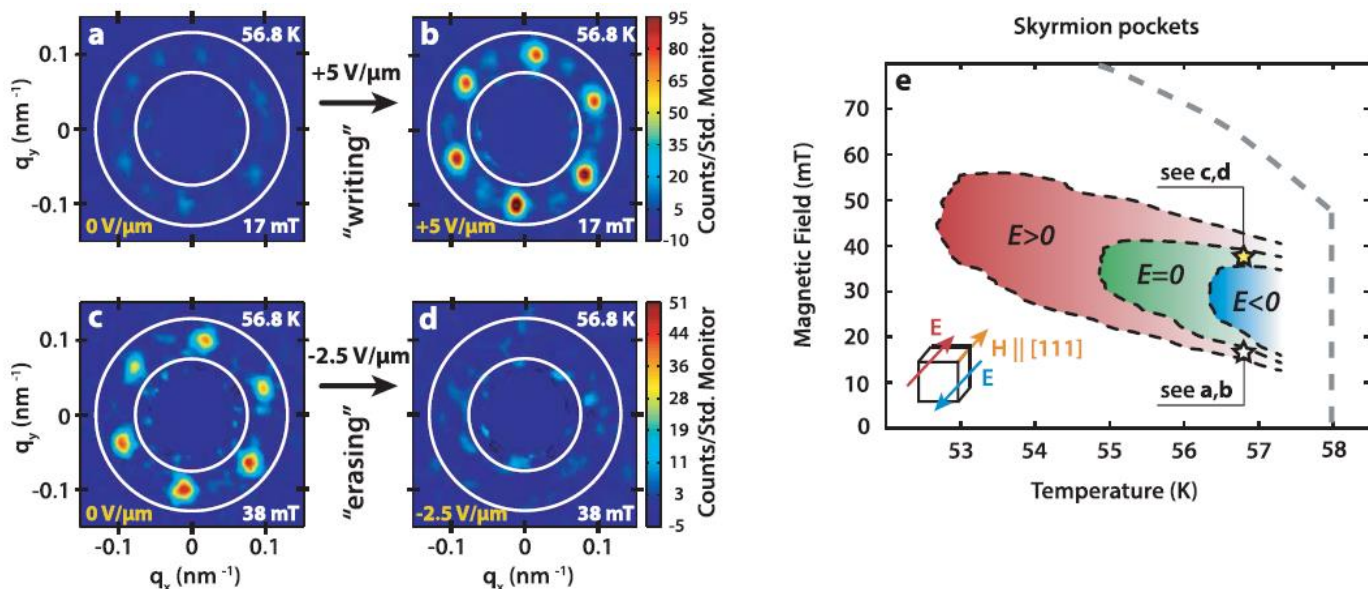 a
56.8 K
0.1
0
-0.1
q_y (nm⁻¹)
0 V/μm
17 mT
+5 V/μm
"writing"
b
56.8 K
+5 V/μm
17 mT
95
80
65
50
35
20
5
-10
Counts/Std. Monitor
c
56.8 K
0.1
0
-0.1
q_y (nm⁻¹)
0 V/μm
38 mT
-0.1
0
0.1
q_x (nm⁻¹)
-2.5 V/μm
"erasing"
d
56.8 K
-2.5 V/μm
38 mT
-0.1
0
0.1
q_x (nm⁻¹)
51
44
36
29
19
11
3
-5
Counts/Std. Monitor
Skyrmion pockets
e
70
60
50
40
30
20
10
0
Magnetic Field (mT)
see c,d
E>0
E=0
E<0
E
H || [111]
E
see a,b
53
54
55
56
57
58
Temperature (K)